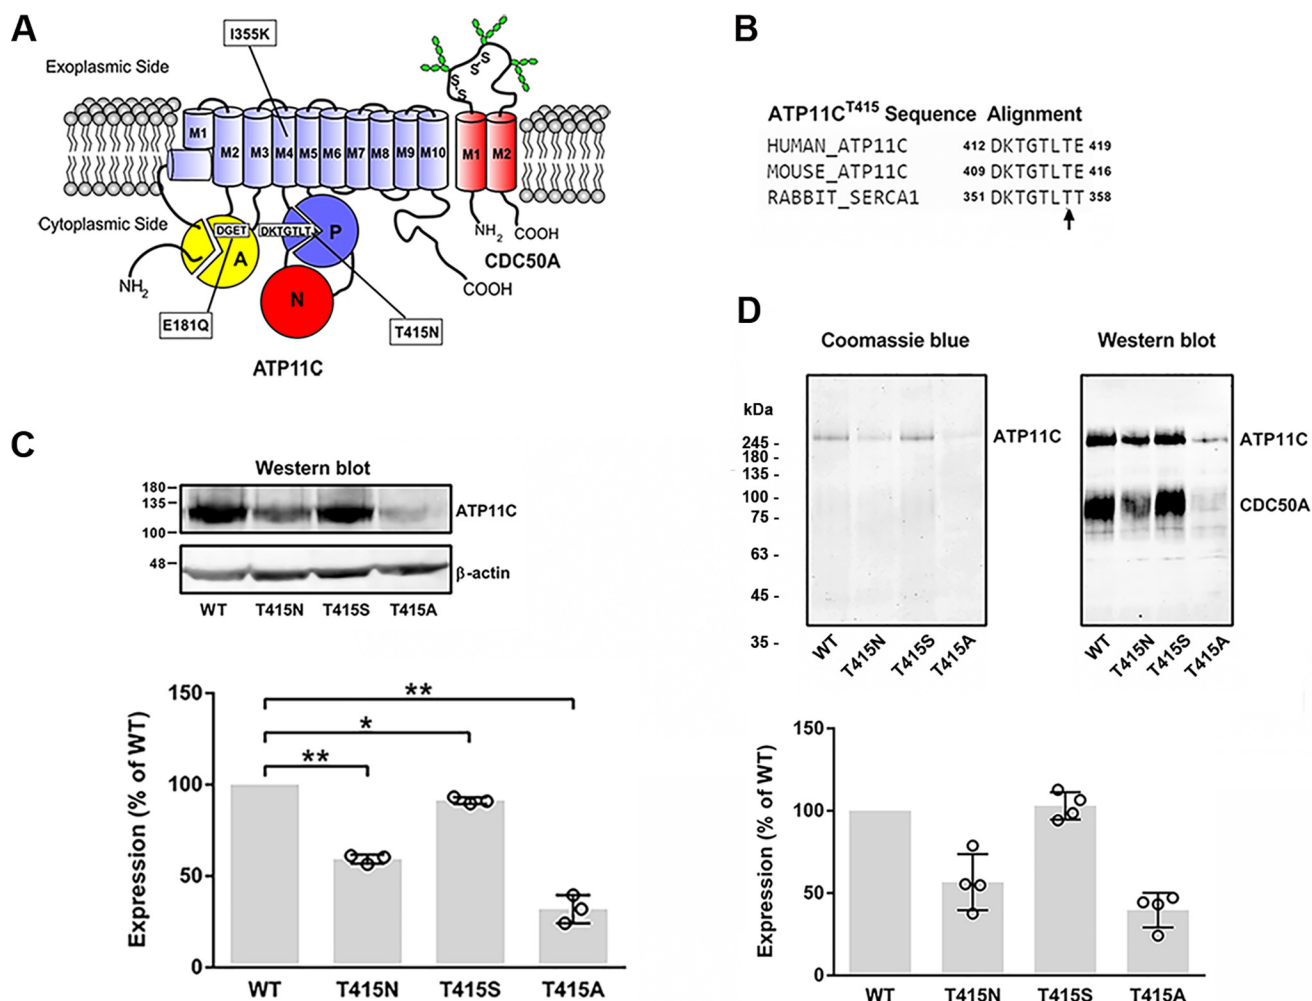 A
I355K
Exoplasmic Side
S
S
S
S
M1
M2
M3
M4
M5
M6
M7
M8
M9
M10
M1
M2
Cytoplasmic Side
DGET
DKTGTLT
P
A
N
NH2
NH2
COOH
CDC50A
COOH
E181Q
T415N
ATP11C
B
ATP11C^T415 Sequence Alignment
HUMAN_ATP11C 412 DKTGTLTE 419
MOUSE_ATP11C 409 DKTGTLTE 416
RABBIT_SERCA1 351 DKTGTLTT 358
C
Western blot
180
135
100
ATP11C
48
β-actin
WT T415N T415S T415A
Expression (% of WT)
150
100
50
0
**
*
**
WT T415N T415S T415A
D
Coomassie blue Western blot
kDa
245 -
180 -
135 -
100 -
75 -
63 -
45 -
35 -
ATP11C
ATP11C
CDC50A
WT T415N T415S T415A
WT T415N T415S T415A
Expression (% of WT)
150
100
50
0
WT T415N T415S T415A